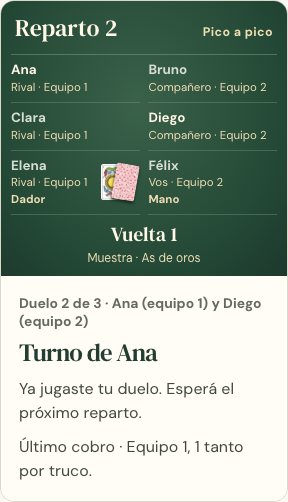 Reparto 2
Pico a pico
Ana
Rival · Equipo 1
Bruno
Compañero · Equipo 2
Clara
Rival · Equipo 1
Diego
Compañero · Equipo 2
Elena
Rival · Equipo 1
Dador
Félix
Vos · Equipo 2
Mano
Vuelta 1
Muestra · As de oros
Duelo 2 de 3 · Ana (equipo 1) y Diego
(equipo 2)
Turno de Ana
Ya jugaste tu duelo. Esperá el
próximo reparto.
Último cobro · Equipo 1, 1 tanto
por truco.